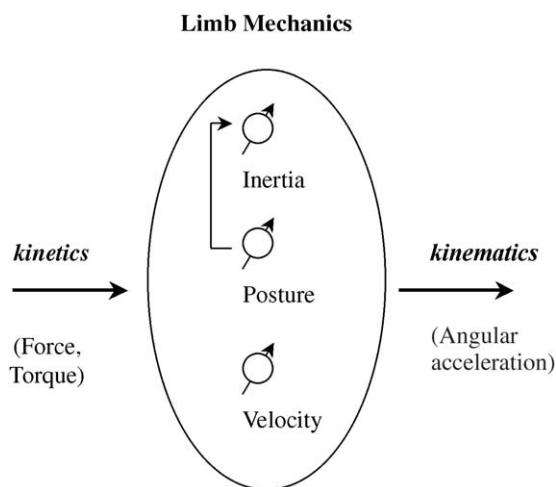 Limb Mechanics
Inertia
kinetics
kinematics
Posture
(Force,
Torque)
(Angular
acceleration)
Velocity